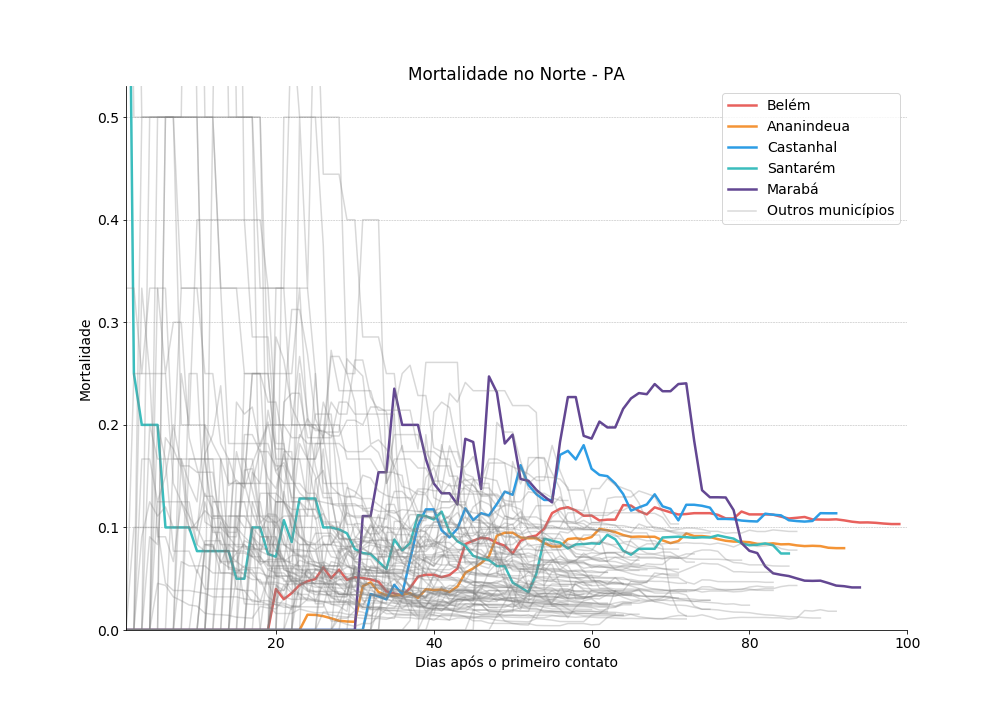 Mortalidade no Norte - PA
Belém
Ananindeua
Castanhal
Santarém
Marabá
Outros municípios
0.5
0.4
0.3
0.2
0.1
0.0
Mortalidade
20
40
60
80
100
Dias após o primeiro contato